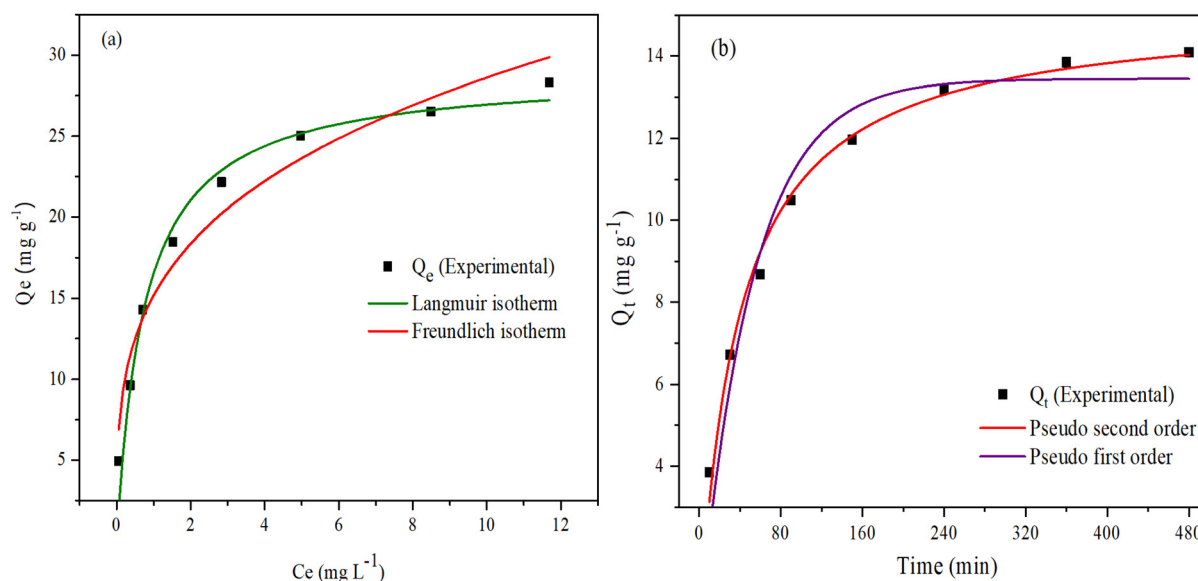 (a)
30
25
20
15
10
5
Qe (mg g⁻¹)
Qₑ (Experimental)
Langmuir isotherm
Freundlich isotherm
0 2 4 6 8 10 12
Ce (mg L⁻¹)
(b)
14
12
10
8
6
4
Qₜ (mg g⁻¹)
Qₜ (Experimental)
Pseudo second order
Pseudo first order
0 80 160 240 320 400 480
Time (min)